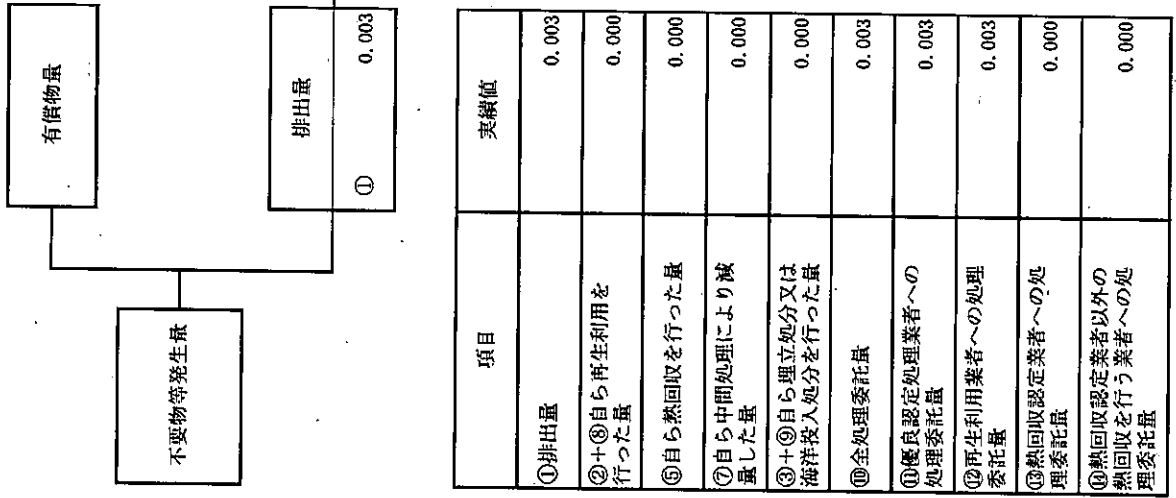 不要物等発生量
有償物量
排出量
① 0.003
項目 実績値
①排出量 0.003
②+⑧自ら再生利用を
行った量 0.000
⑤自ら熱回収を行った量 0.000
⑦自ら中間処理により減
量した量 0.000
③+⑨自ら埋立処分又は
海洋投入処分を行った量 0.000
⑩全処理委託量 0.003
⑪優良認定処理業者への
処理委託量 0.003
⑫再生利用業者への処理
委託量 0.003
⑬熱回収認定業者への処
理委託量 0.000
⑭熱回収認定業者以外の
熱回収を行う業者への処
理委託量 0.000